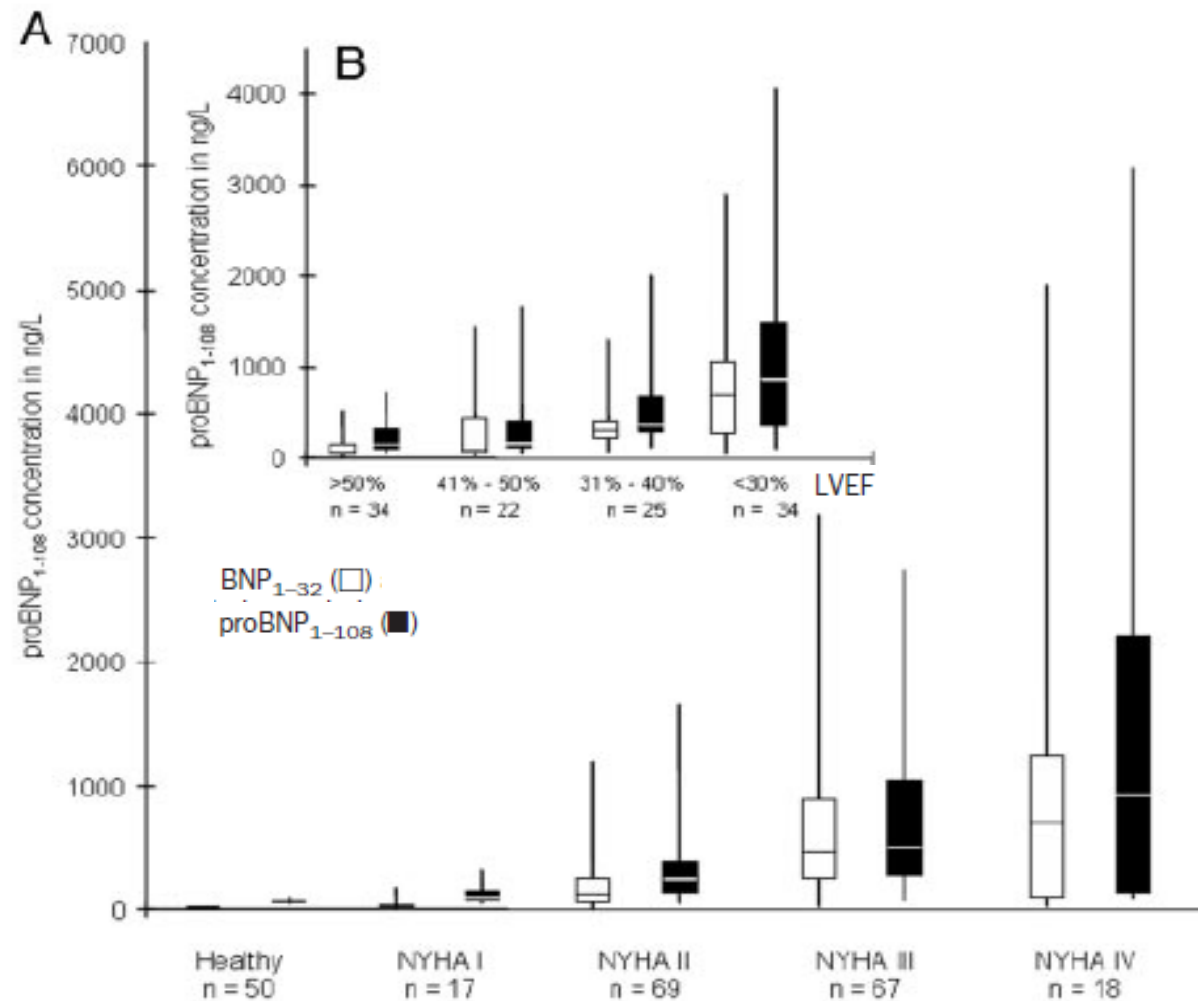 A
B
7000
6000
5000
4000
3000
2000
1000
0
proBNP1-108 concentration in ng/L
4000
3000
2000
1000
0
proBNP1-108 concentration in ng/L
>50% 41% - 50% 31% - 40% <30% LVEF
n = 34 n = 22 n = 25 n = 34
BNP1–32 (□)
proBNP1–108 (■)
Healthy NYHA I NYHA II NYHA III NYHA IV
n = 50 n = 17 n = 69 n = 67 n = 18